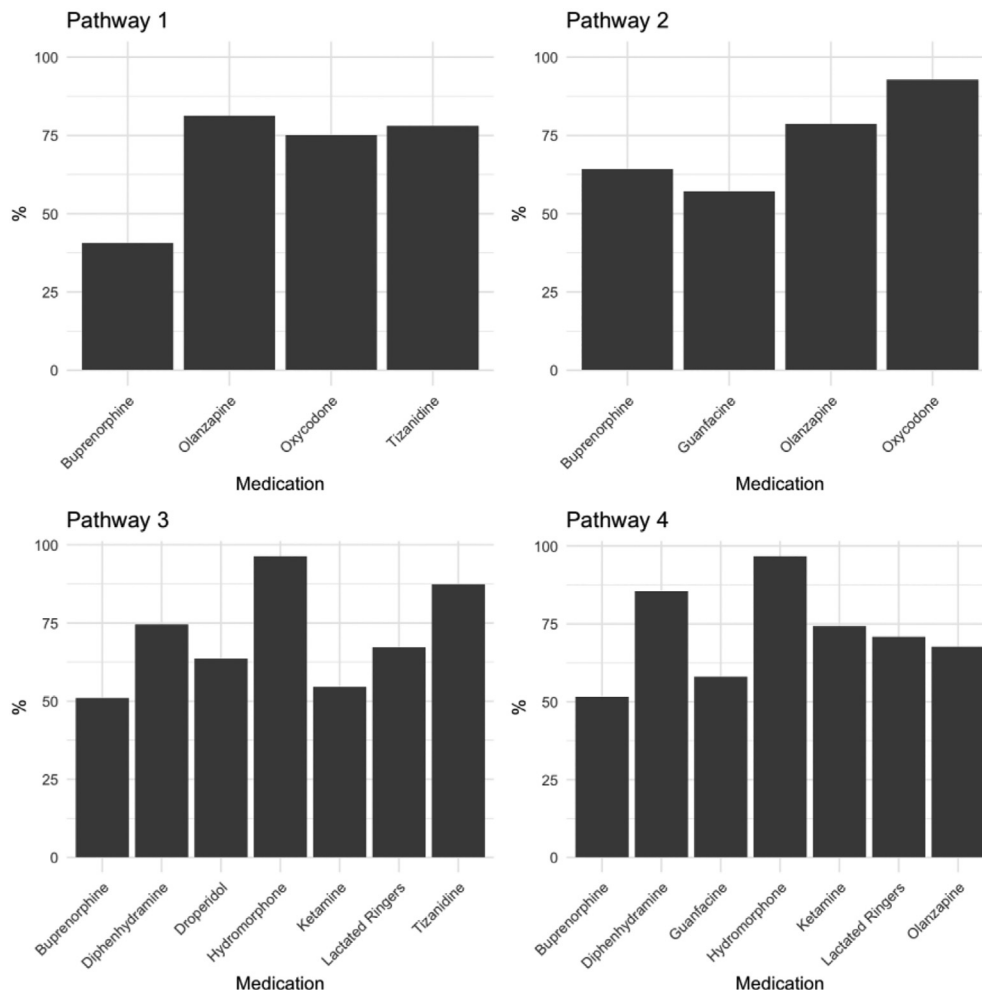 Pathway 1
100
75
50
25
0
%
Buprenorphine
Olanzapine
Oxycodone
Tizanidine
Medication
Pathway 2
100
75
50
25
0
%
Buprenorphine
Guanfacine
Olanzapine
Oxycodone
Medication
Pathway 3
100
75
50
25
0
%
Buprenorphine
Diphenhydramine
Droperidol
Hydromorphone
Ketamine
Lactated Ringers
Tizanidine
Medication
Pathway 4
100
75
50
25
0
%
Buprenorphine
Diphenhydramine
Guanfacine
Hydromorphone
Ketamine
Lactated Ringers
Olanzapine
Medication